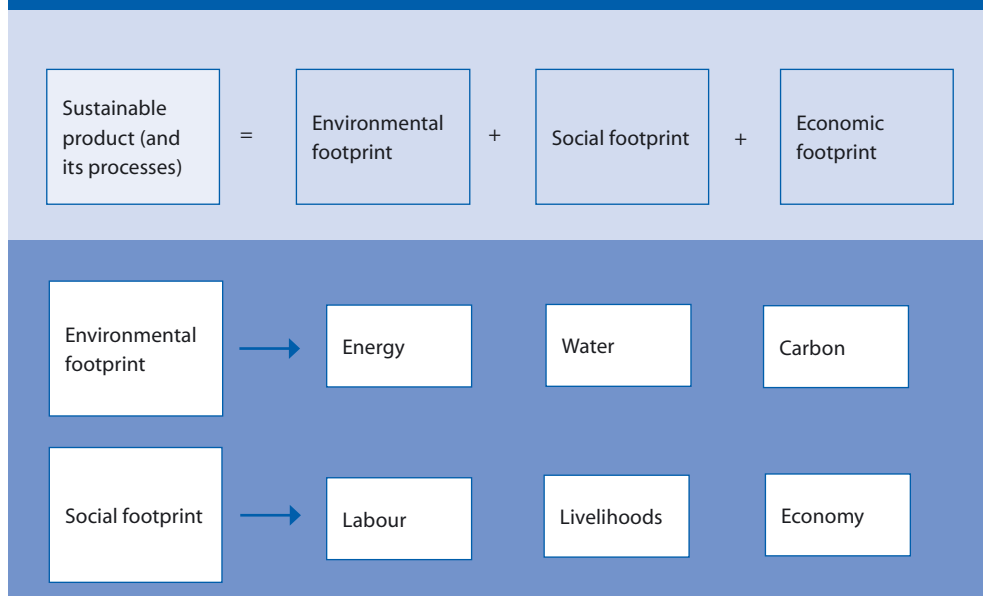 Sustainable
product (and
its processes)
=
Environmental
footprint
+
Social footprint
+
Economic
footprint
Environmental
footprint
Energy
Water
Carbon
Social footprint
Labour
Livelihoods
Economy